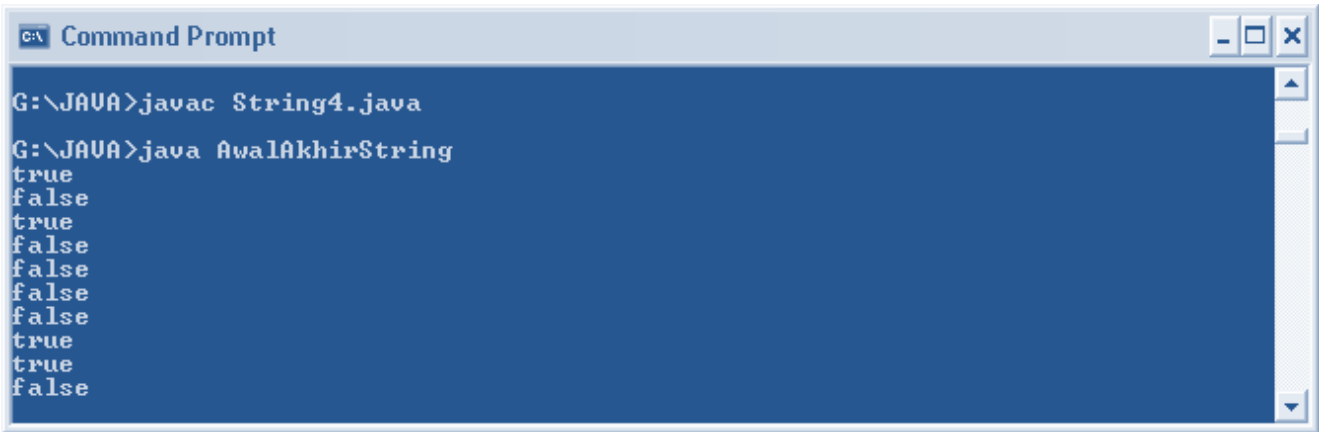 C:\ Command Prompt
G:\JAVA>javac String4.java
G:\JAVA>java AwalAkhirString
true
false
true
false
false
false
false
true
true
false